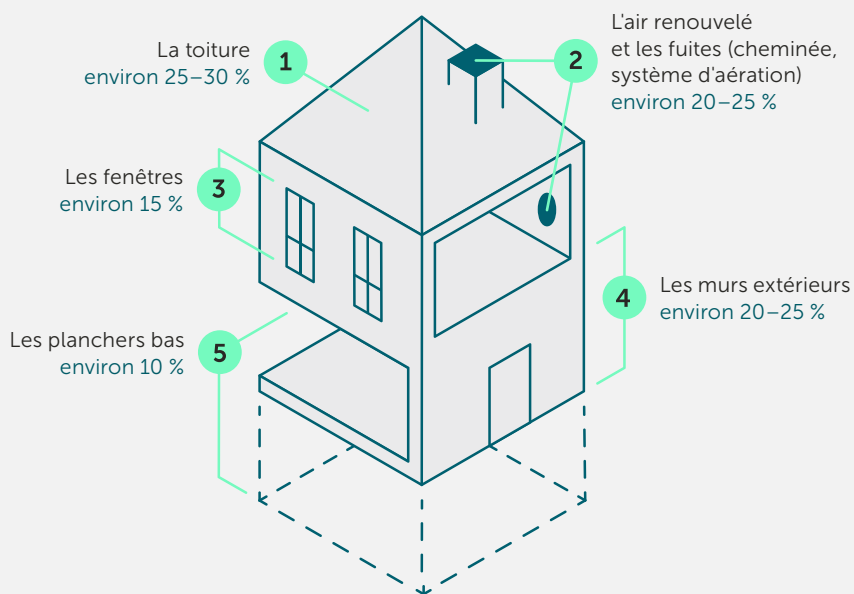 La toiture
environ 25–30 %
1
2
L'air renouvelé
et les fuites (cheminée,
système d'aération)
environ 20–25 %
Les fenêtres
environ 15 %
3
4
Les murs extérieurs
environ 20–25 %
Les planchers bas
environ 10 %
5